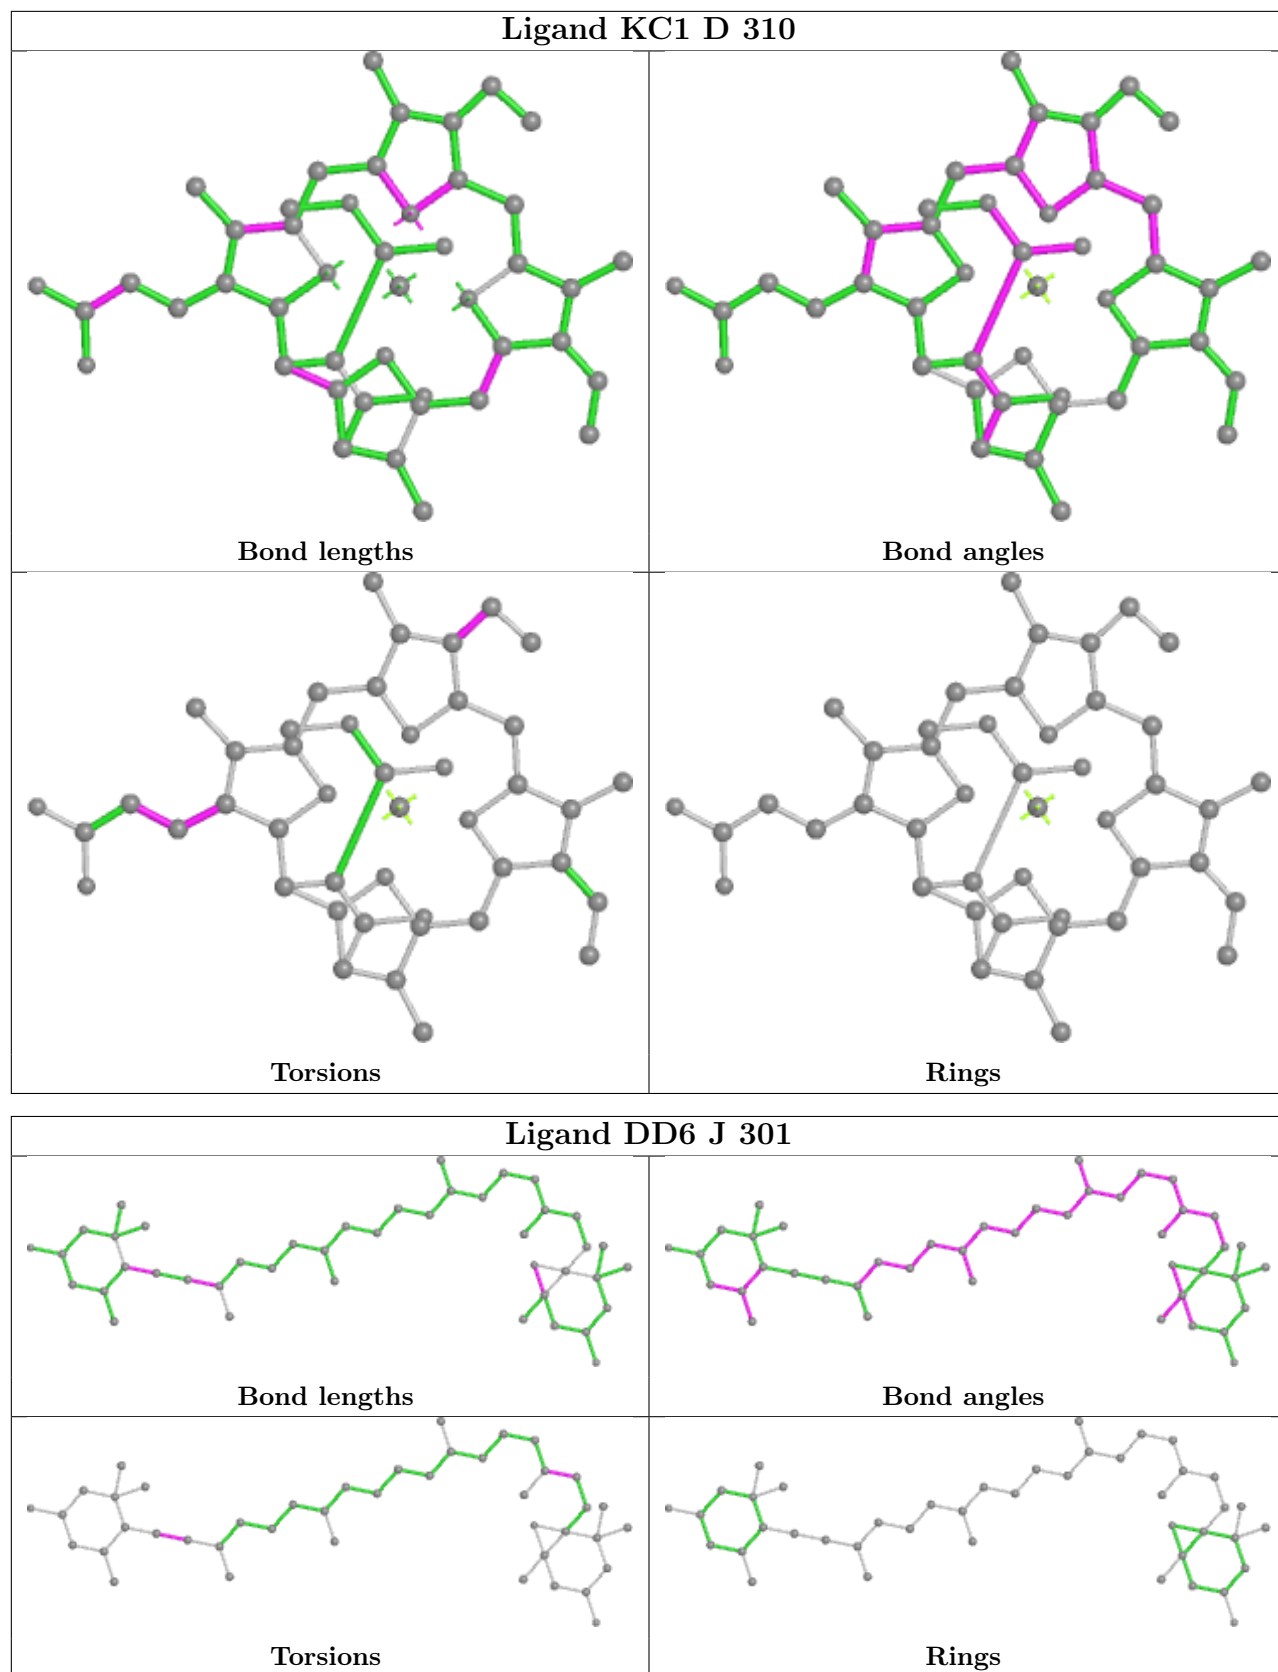 Ligand KC1 D 310
Bond lengths
Bond angles
Torsions
Rings
Ligand DD6 J 301
Bond lengths
Bond angles
Torsions
Rings